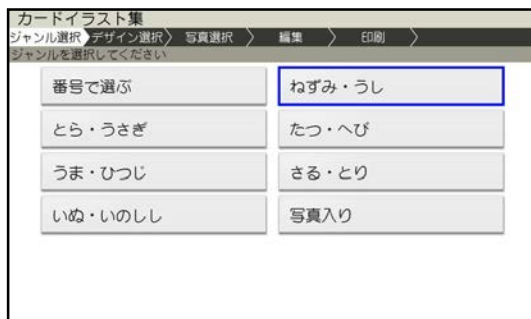 カードイラスト集
ジャンル選択 デザイン選択 写真選択 編集 印刷
ジャンルを選択してください
番号で選ぶ ねずみ・うし
とら・うさぎ たつ・へび
うま・ひつじ さる・とり
いぬ・いのしし 写真入り